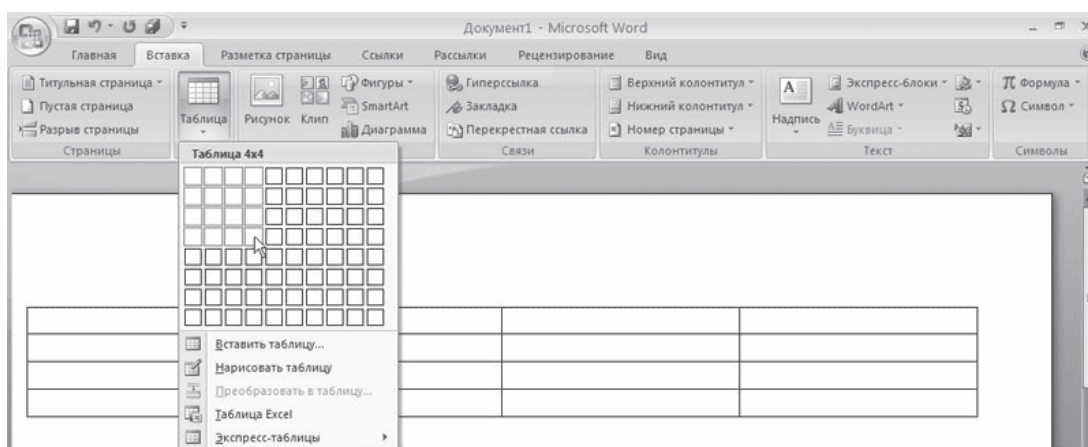 Документ1 - Microsoft Word
Главная Вставка Разметка страницы Ссылки Рассылки Рецензирование Вид
Титульная страница
Пустая страница
Разрыв страницы
Страницы
Таблица
Рисунок Клип
Фигуры
SmartArt
Диаграмма
Гиперссылка
Закладка
Перекрестная ссылка
Связи
Верхний колонтитул
Нижний колонтитул
Номер страницы
Колонтитулы
Надпись
Экспресс-блоки
WordArt
Буквица
Текст
Формула
Символ
Символы
Таблица 4x4
Вставить таблицу...
Нарисовать таблицу
Преобразовать в таблицу...
Таблица Excel
Экспресс-таблицы